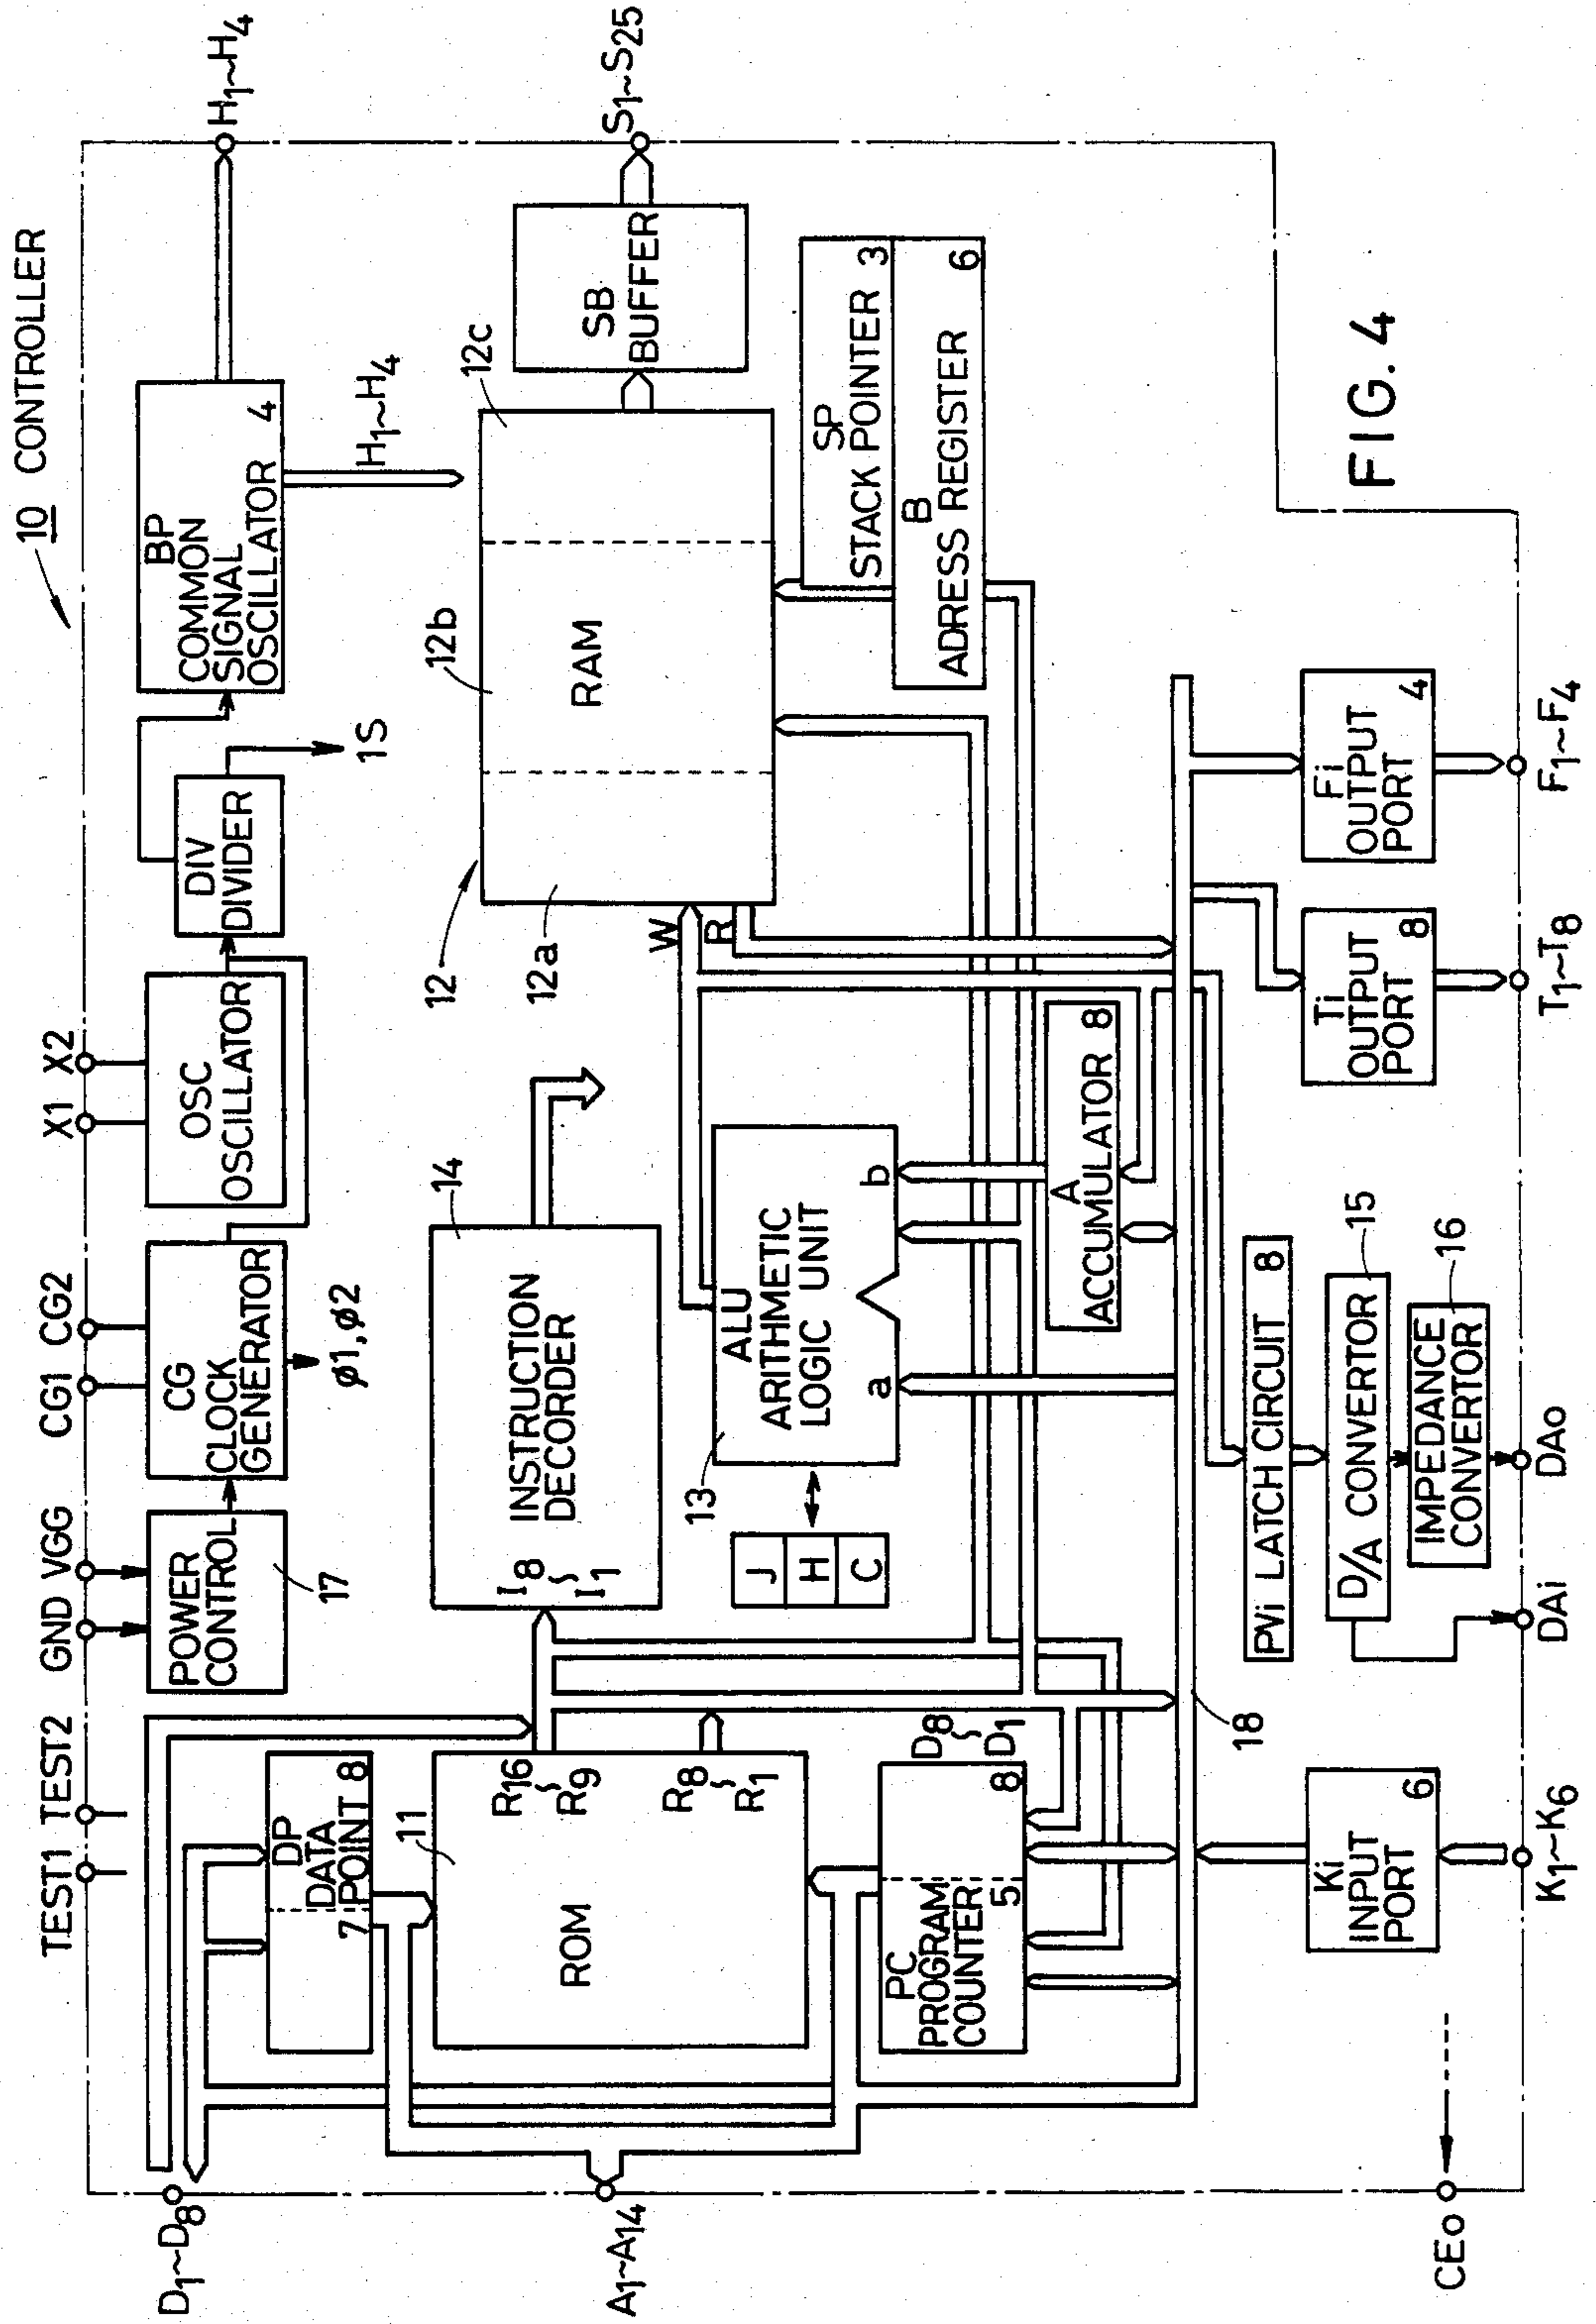 10 CONTROLLER
TEST1 TEST2
GND VGG
CG1 CG2
X1 X2
POWER
CONTROL
17
CG
CLOCK
GENERATOR
ø1, ø2
OSC
OSCILLATOR
DIV
DIVIDER
1S
BP
COMMON
SIGNAL
OSCILLATOR 4
H1~H4
H1~H4
D1~D8
DP
DATA
POINT 8
7
11
ROM
R16
~
R9
R8
~
R1
I8
~
I1
INSTRUCTION
DECORDER
14
12
12a
12b
12c
RAM
W
R
SB
BUFFER
S1~S25
A1~A14
J
H
C
13
ALU
ARITHMETIC
LOGIC UNIT
a
b
SP
STACK POINTER 3
B
ADRESS REGISTER 6
PC
PROGRAM
COUNTER 5
8
D8
~
D1
A
ACCUMULATOR 8
18
PVi LATCH CIRCUIT 8
D/A CONVERTOR
15
IMPEDANCE
CONVERTOR
16
Ki
INPUT
PORT 6
Ti
OUTPUT
PORT 8
Fi
OUTPUT
PORT 4
CEo
K1~K6
DAi
DAo
T1~T8
F1~F4
FIG. 4